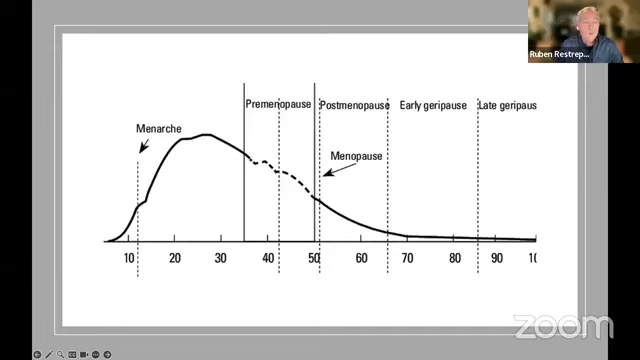 Ruben Restrep...
Premenopause Postmenopause Early geripause Late geripaus
Menarche
Menopause
10 20 30 40 50 60 70 80 90 10
zoom